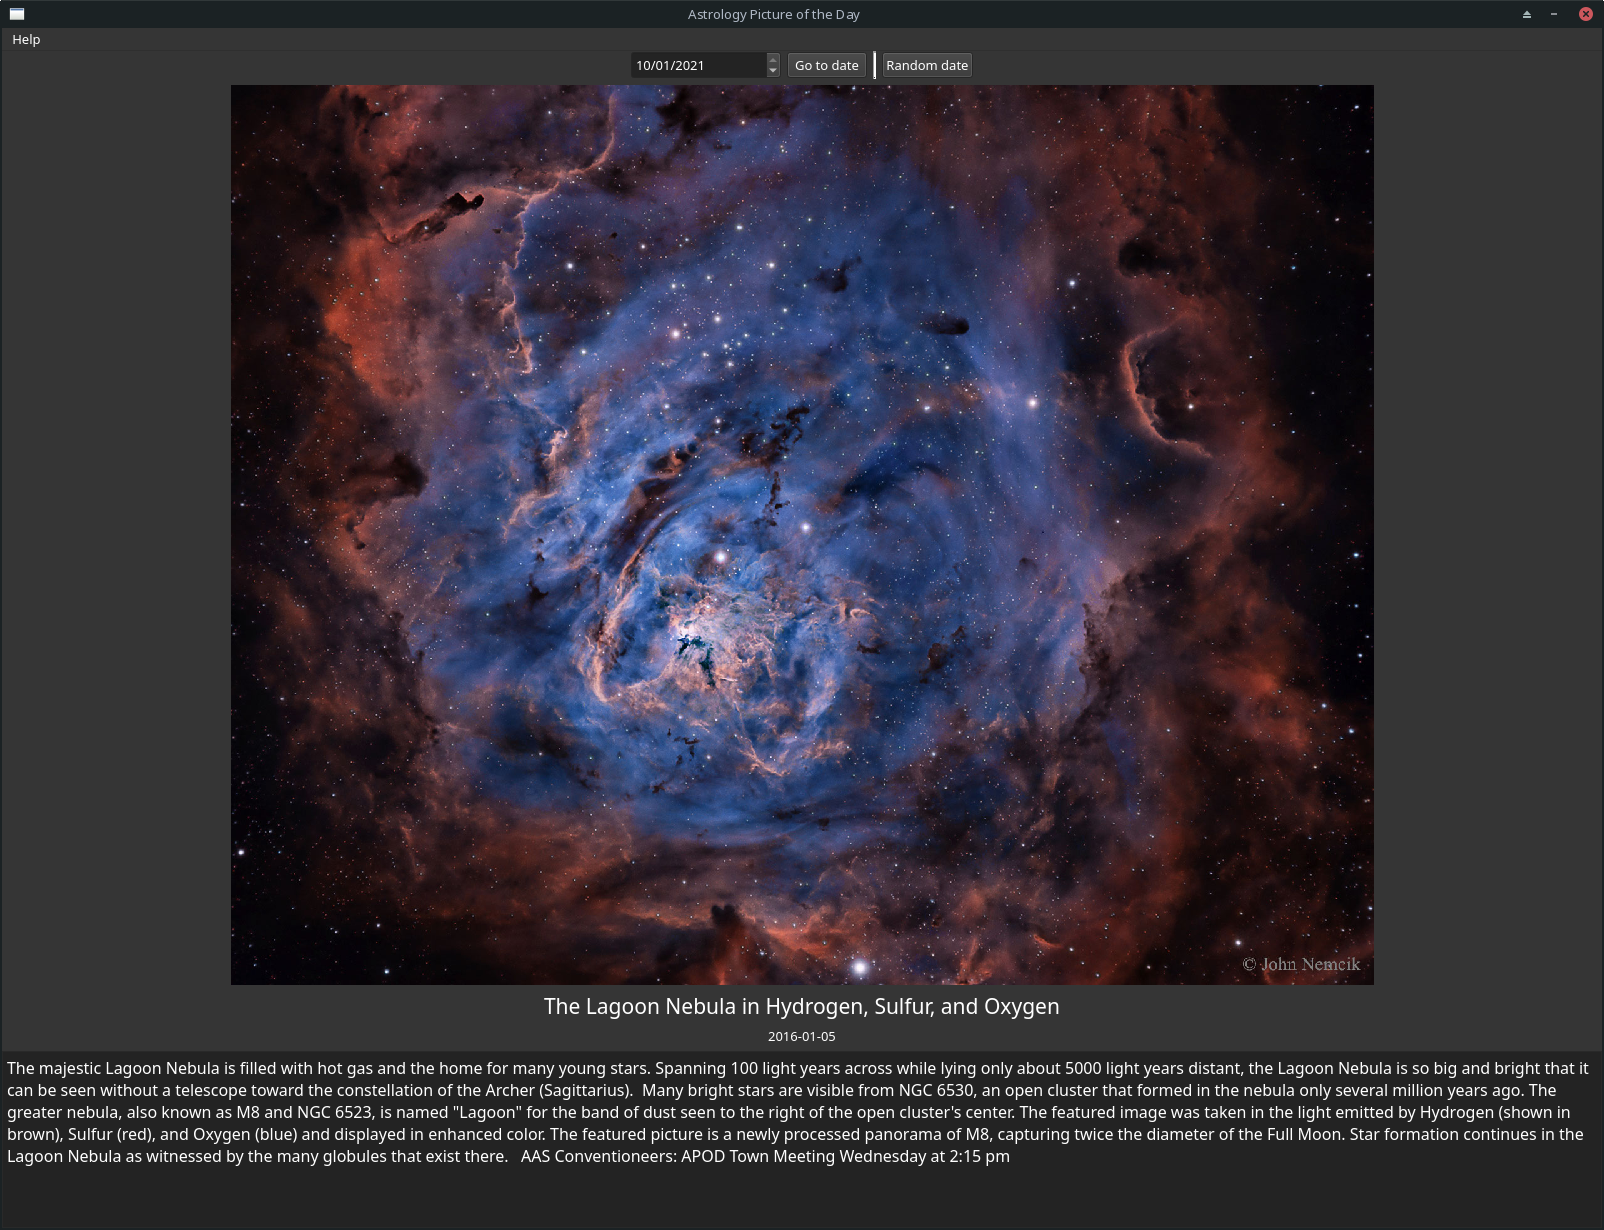 Astrology Picture of the Day
Help
10/01/2021 Go to date Random date
© John Nemcik
The Lagoon Nebula in Hydrogen, Sulfur, and Oxygen
2016-01-05
The majestic Lagoon Nebula is filled with hot gas and the home for many young stars. Spanning 100 light years across while lying only about 5000 light years distant, the Lagoon Nebula is so big and bright that it
can be seen without a telescope toward the constellation of the Archer (Sagittarius).  Many bright stars are visible from NGC 6530, an open cluster that formed in the nebula only several million years ago. The
greater nebula, also known as M8 and NGC 6523, is named "Lagoon" for the band of dust seen to the right of the open cluster's center. The featured image was taken in the light emitted by Hydrogen (shown in
brown), Sulfur (red), and Oxygen (blue) and displayed in enhanced color. The featured picture is a newly processed panorama of M8, capturing twice the diameter of the Full Moon. Star formation continues in the
Lagoon Nebula as witnessed by the many globules that exist there.   AAS Conventioneers: APOD Town Meeting Wednesday at 2:15 pm